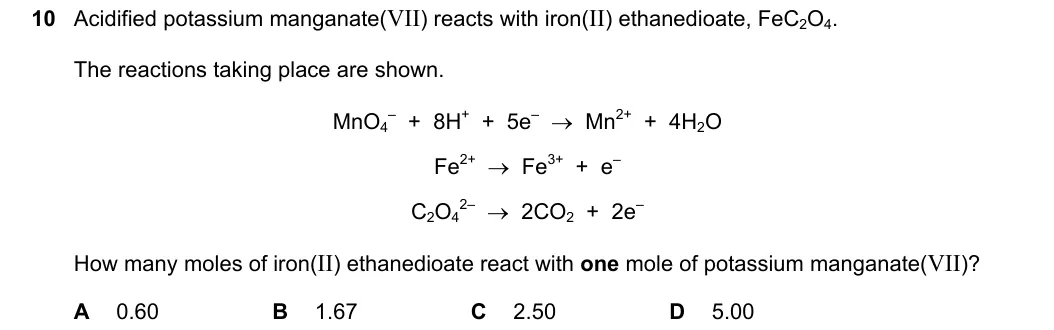 10 Acidified potassium manganate(VII) reacts with iron(II) ethanedioate, FeC₂O₄.
The reactions taking place are shown.
MnO₄⁻ + 8H⁺ + 5e⁻ → Mn²⁺ + 4H₂O
Fe²⁺ → Fe³⁺ + e⁻
C₂O₄²⁻ → 2CO₂ + 2e⁻
How many moles of iron(II) ethanedioate react with one mole of potassium manganate(VII)?
A 0.60 B 1.67 C 2.50 D 5.00